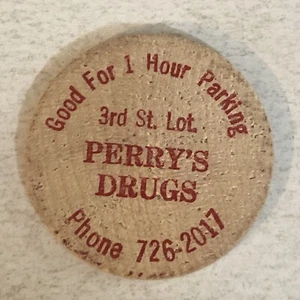 Good For 1 Hour Parking
3rd St. Lot.
PERRY'S
DRUGS
Phone 726-2017